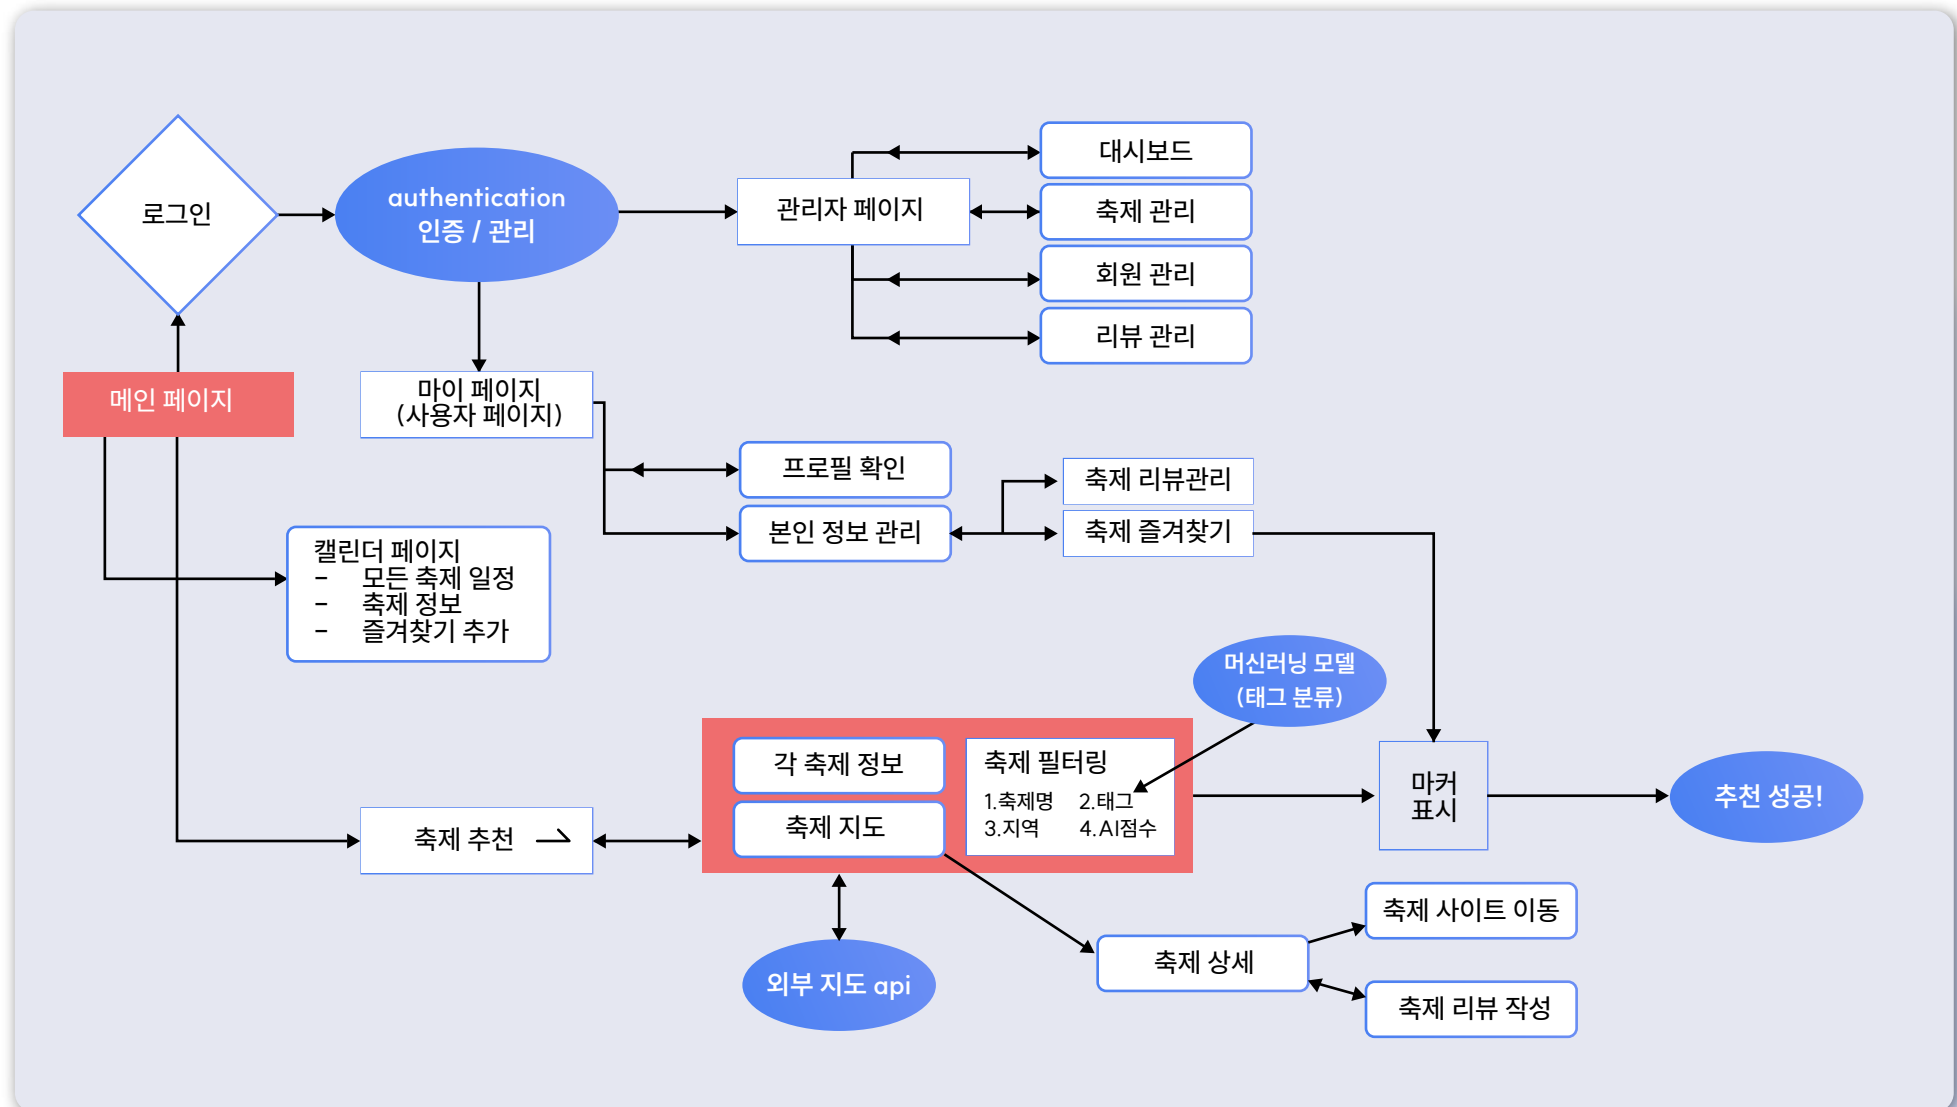 로그인
authentication
인증 / 관리
관리자 페이지
대시보드
축제 관리
회원 관리
리뷰 관리
메인 페이지
마이 페이지
(사용자 페이지)
프로필 확인
본인 정보 관리
축제 리뷰관리
축제 즐겨찾기
캘린더 페이지
- 모든 축제 일정
- 축제 정보
- 즐겨찾기 추가
머신러닝 모델
(태그 분류)
각 축제 정보
축제 지도
축제 필터링
1.축제명 2.태그
3.지역 4.AI점수
마커
표시
추천 성공!
축제 추천
외부 지도 api
축제 상세
축제 사이트 이동
축제 리뷰 작성